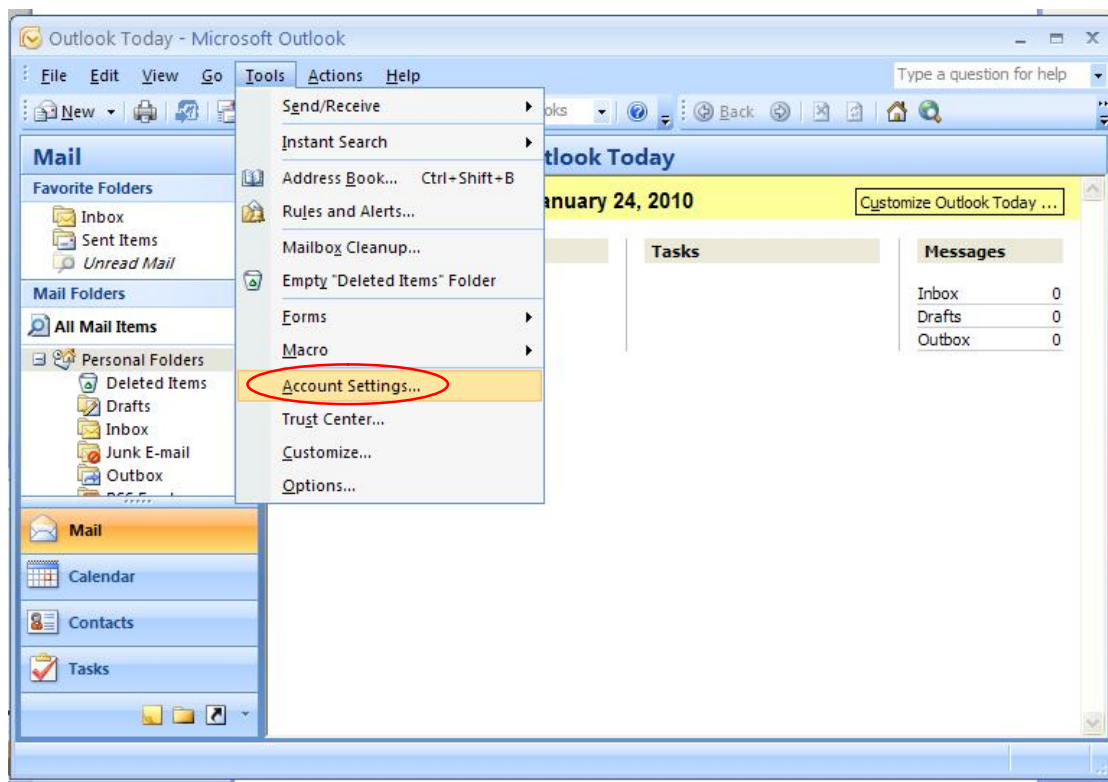 Outlook Today - Microsoft Outlook
File Edit View Go Tools Actions Help Type a question for help
New oks Back
Send/Receive
Instant Search
Address Book... Ctrl+Shift+B
Rules and Alerts...
Mailbox Cleanup...
Empty "Deleted Items" Folder
Forms
Macro
Account Settings...
Trust Center...
Customize...
Options...
Mail
Favorite Folders
Inbox
Sent Items
Unread Mail
Mail Folders
All Mail Items
Personal Folders
Deleted Items
Drafts
Inbox
Junk E-mail
Outbox
Mail
Calendar
Contacts
Tasks
tlook Today
anuary 24, 2010 Customize Outlook Today ...
Tasks Messages
Inbox 0
Drafts 0
Outbox 0